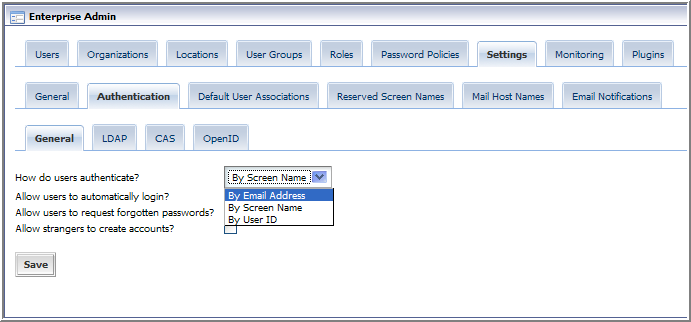 Enterprise Admin
Users Organizations Locations User Groups Roles Password Policies Settings Monitoring Plugins
General Authentication Default User Associations Reserved Screen Names Mail Host Names Email Notifications
General LDAP CAS OpenID
How do users authenticate? By Screen Name
Allow users to automatically login? By Email Address
Allow users to request forgotten passwords? By Screen Name
By User ID
Allow strangers to create accounts?
Save